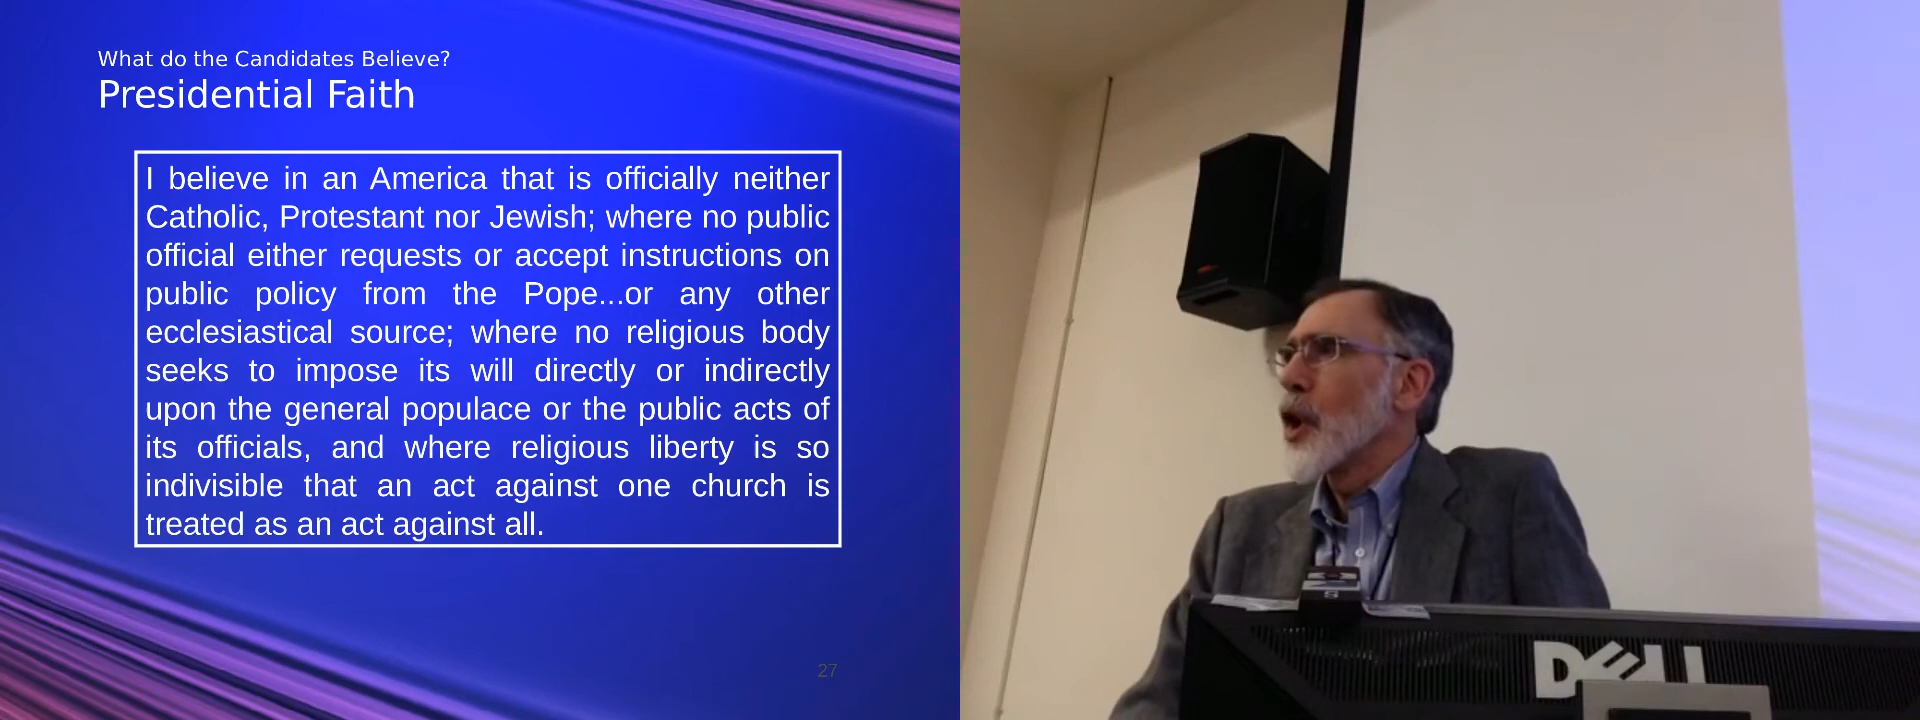 What do the Candidates Believe?
Presidential Faith
I believe in an America that is officially neither
Catholic, Protestant nor Jewish; where no public
official either requests or accept instructions on
public policy from the Pope...or any other
ecclesiastical source; where no religious body
seeks to impose its will directly or indirectly
upon the general populace or the public acts of
its officials, and where religious liberty is so
indivisible that an act against one church is
treated as an act against all.
27
DELL